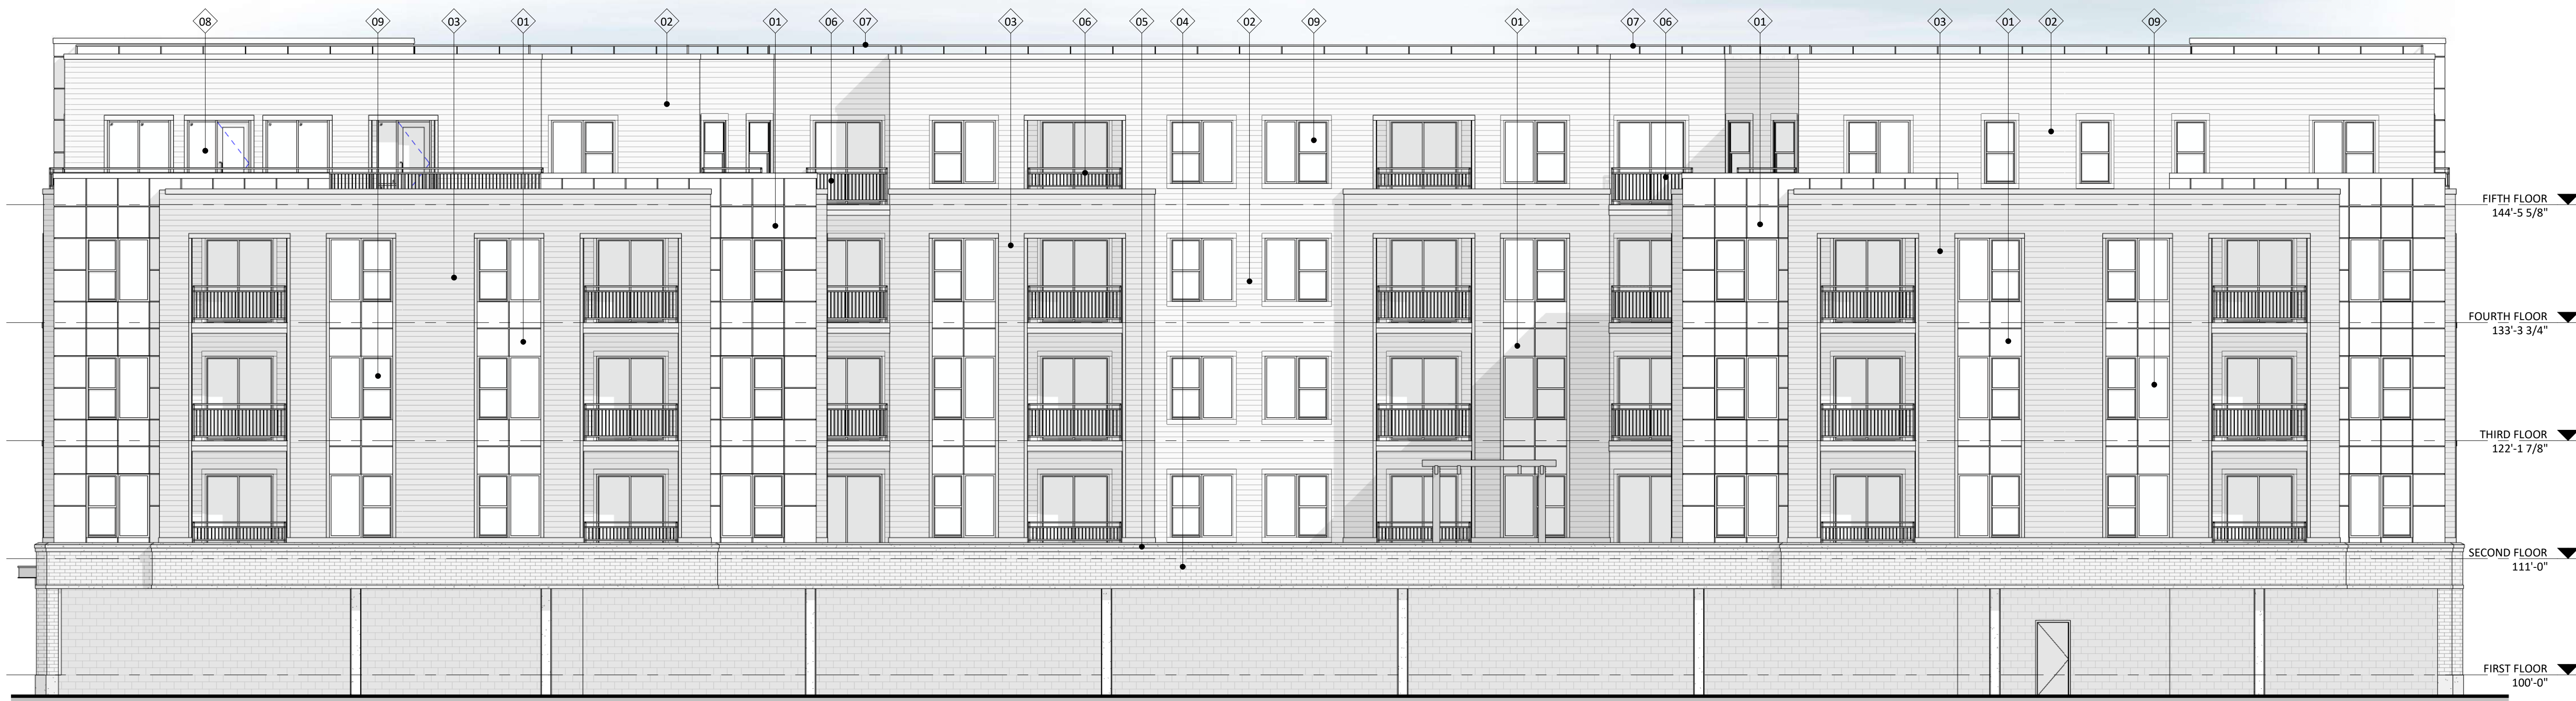 08 09 03 01 02 01 06 07 03 06 05 04 02 09 01 07 06 01 03 01 02 09
FIFTH FLOOR
144'-5 5/8"
FOURTH FLOOR
133'-3 3/4"
THIRD FLOOR
122'-1 7/8"
SECOND FLOOR
111'-0"
FIRST FLOOR
100'-0"